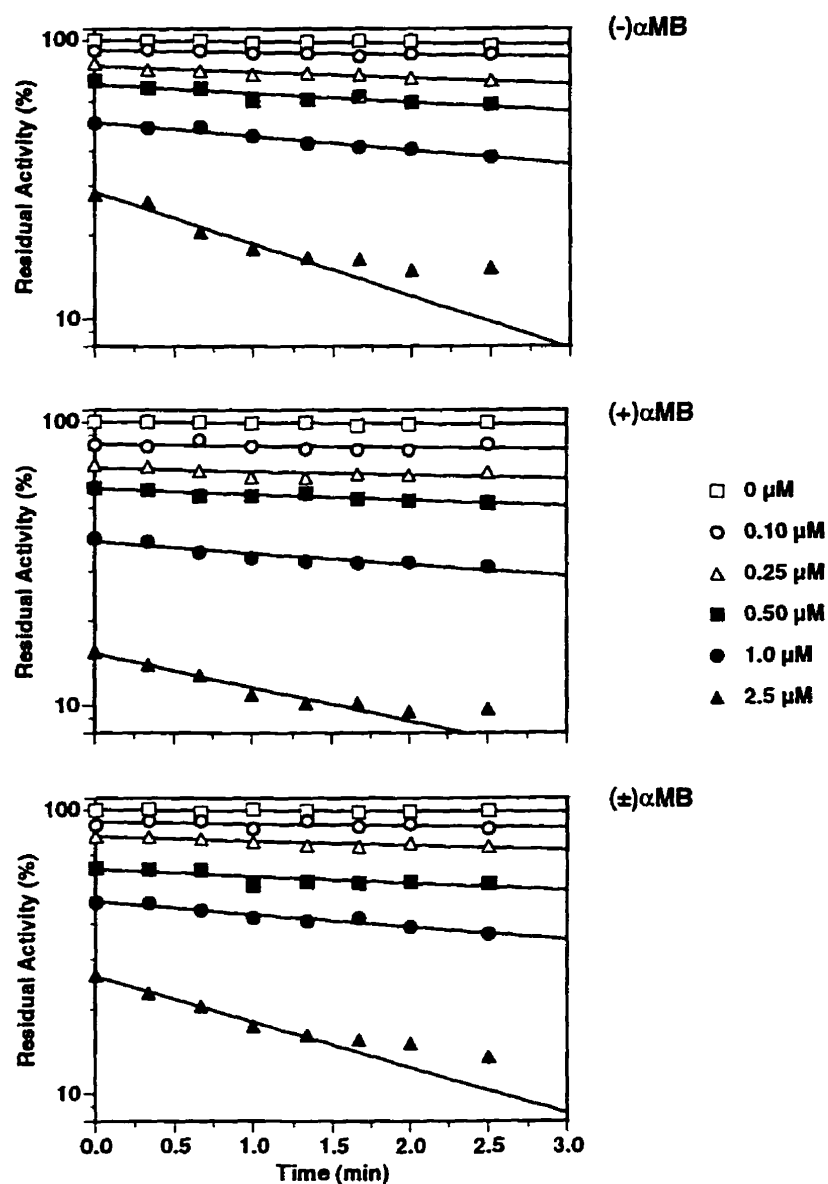 (-)αMB
100
10
Residual Activity (%)
(+)αMB
100
10
Residual Activity (%)
□ 0 µM
○ 0.10 µM
△ 0.25 µM
■ 0.50 µM
● 1.0 µM
▲ 2.5 µM
(±)αMB
100
10
Residual Activity (%)
0.0 0.5 1.0 1.5 2.0 2.5 3.0
Time (min)